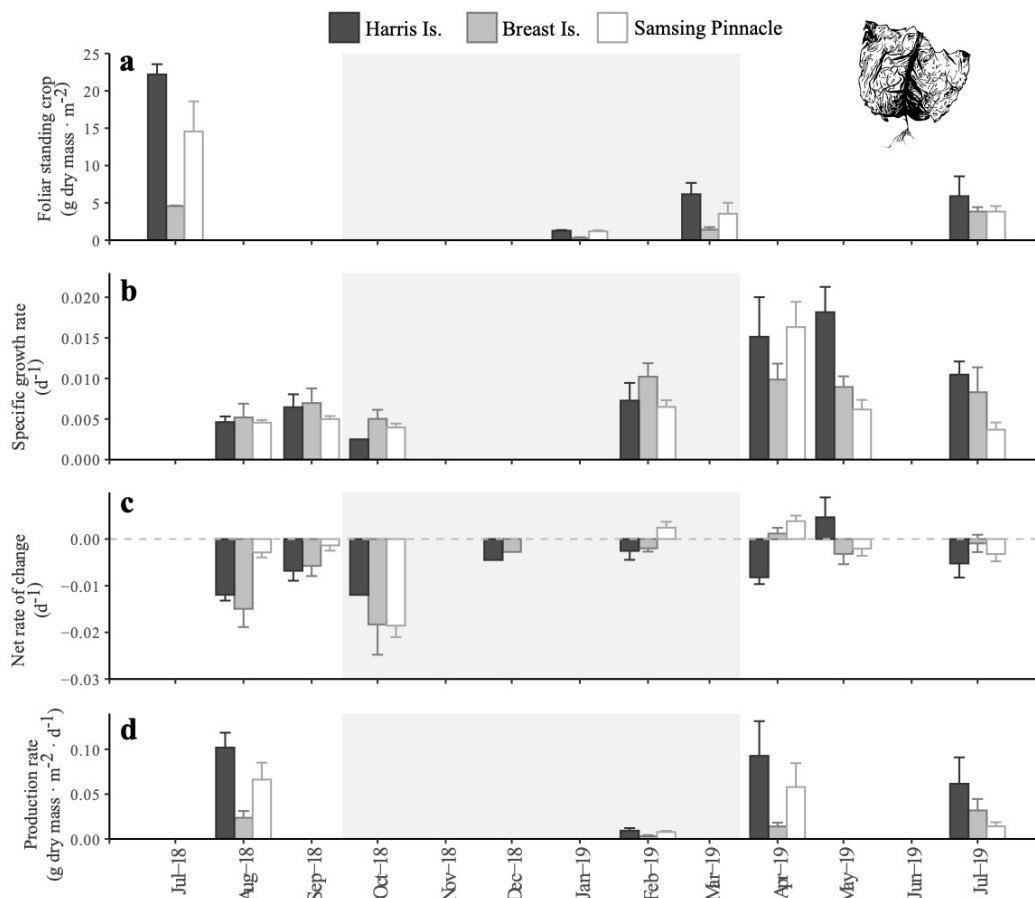 Harris Is. Breast Is. Samsing Pinnacle
a
Foliar standing crop
(g dry mass · m⁻²)
25
20
15
10
5
0
b
Specific growth rate
(d⁻¹)
0.020
0.015
0.010
0.005
0.000
c
Net rate of change
(d⁻¹)
0.00
−0.01
−0.02
−0.03
d
Production rate
(g dry mass · m⁻² · d⁻¹)
0.10
0.05
0.00
Jul–18
Aug–18
Sep–18
Oct–18
Nov–18
Dec–18
Jan–19
Feb–19
Mar–19
Apr–19
May–19
Jun–19
Jul–19